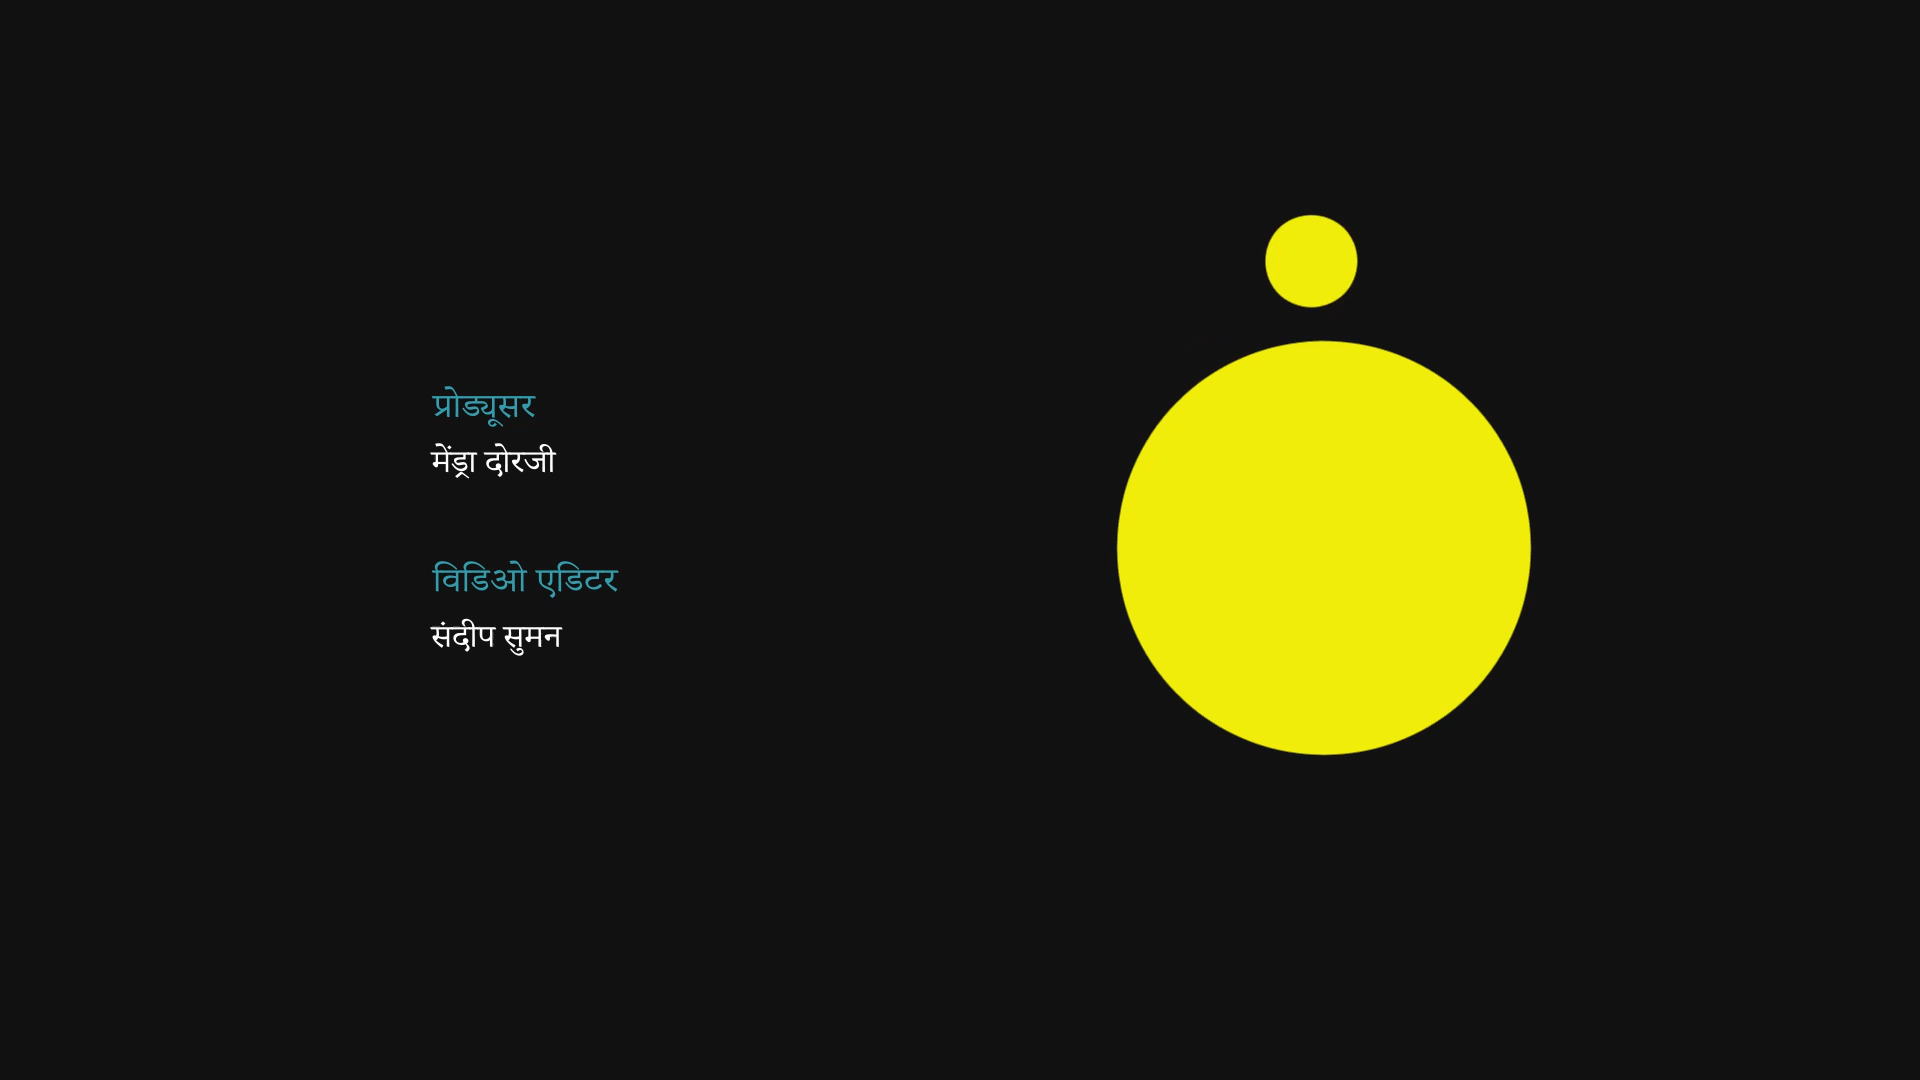 प्रोड्यूसर
मेंड्रा दोरजी
विडिओ एडिटर
संदीप सुमन